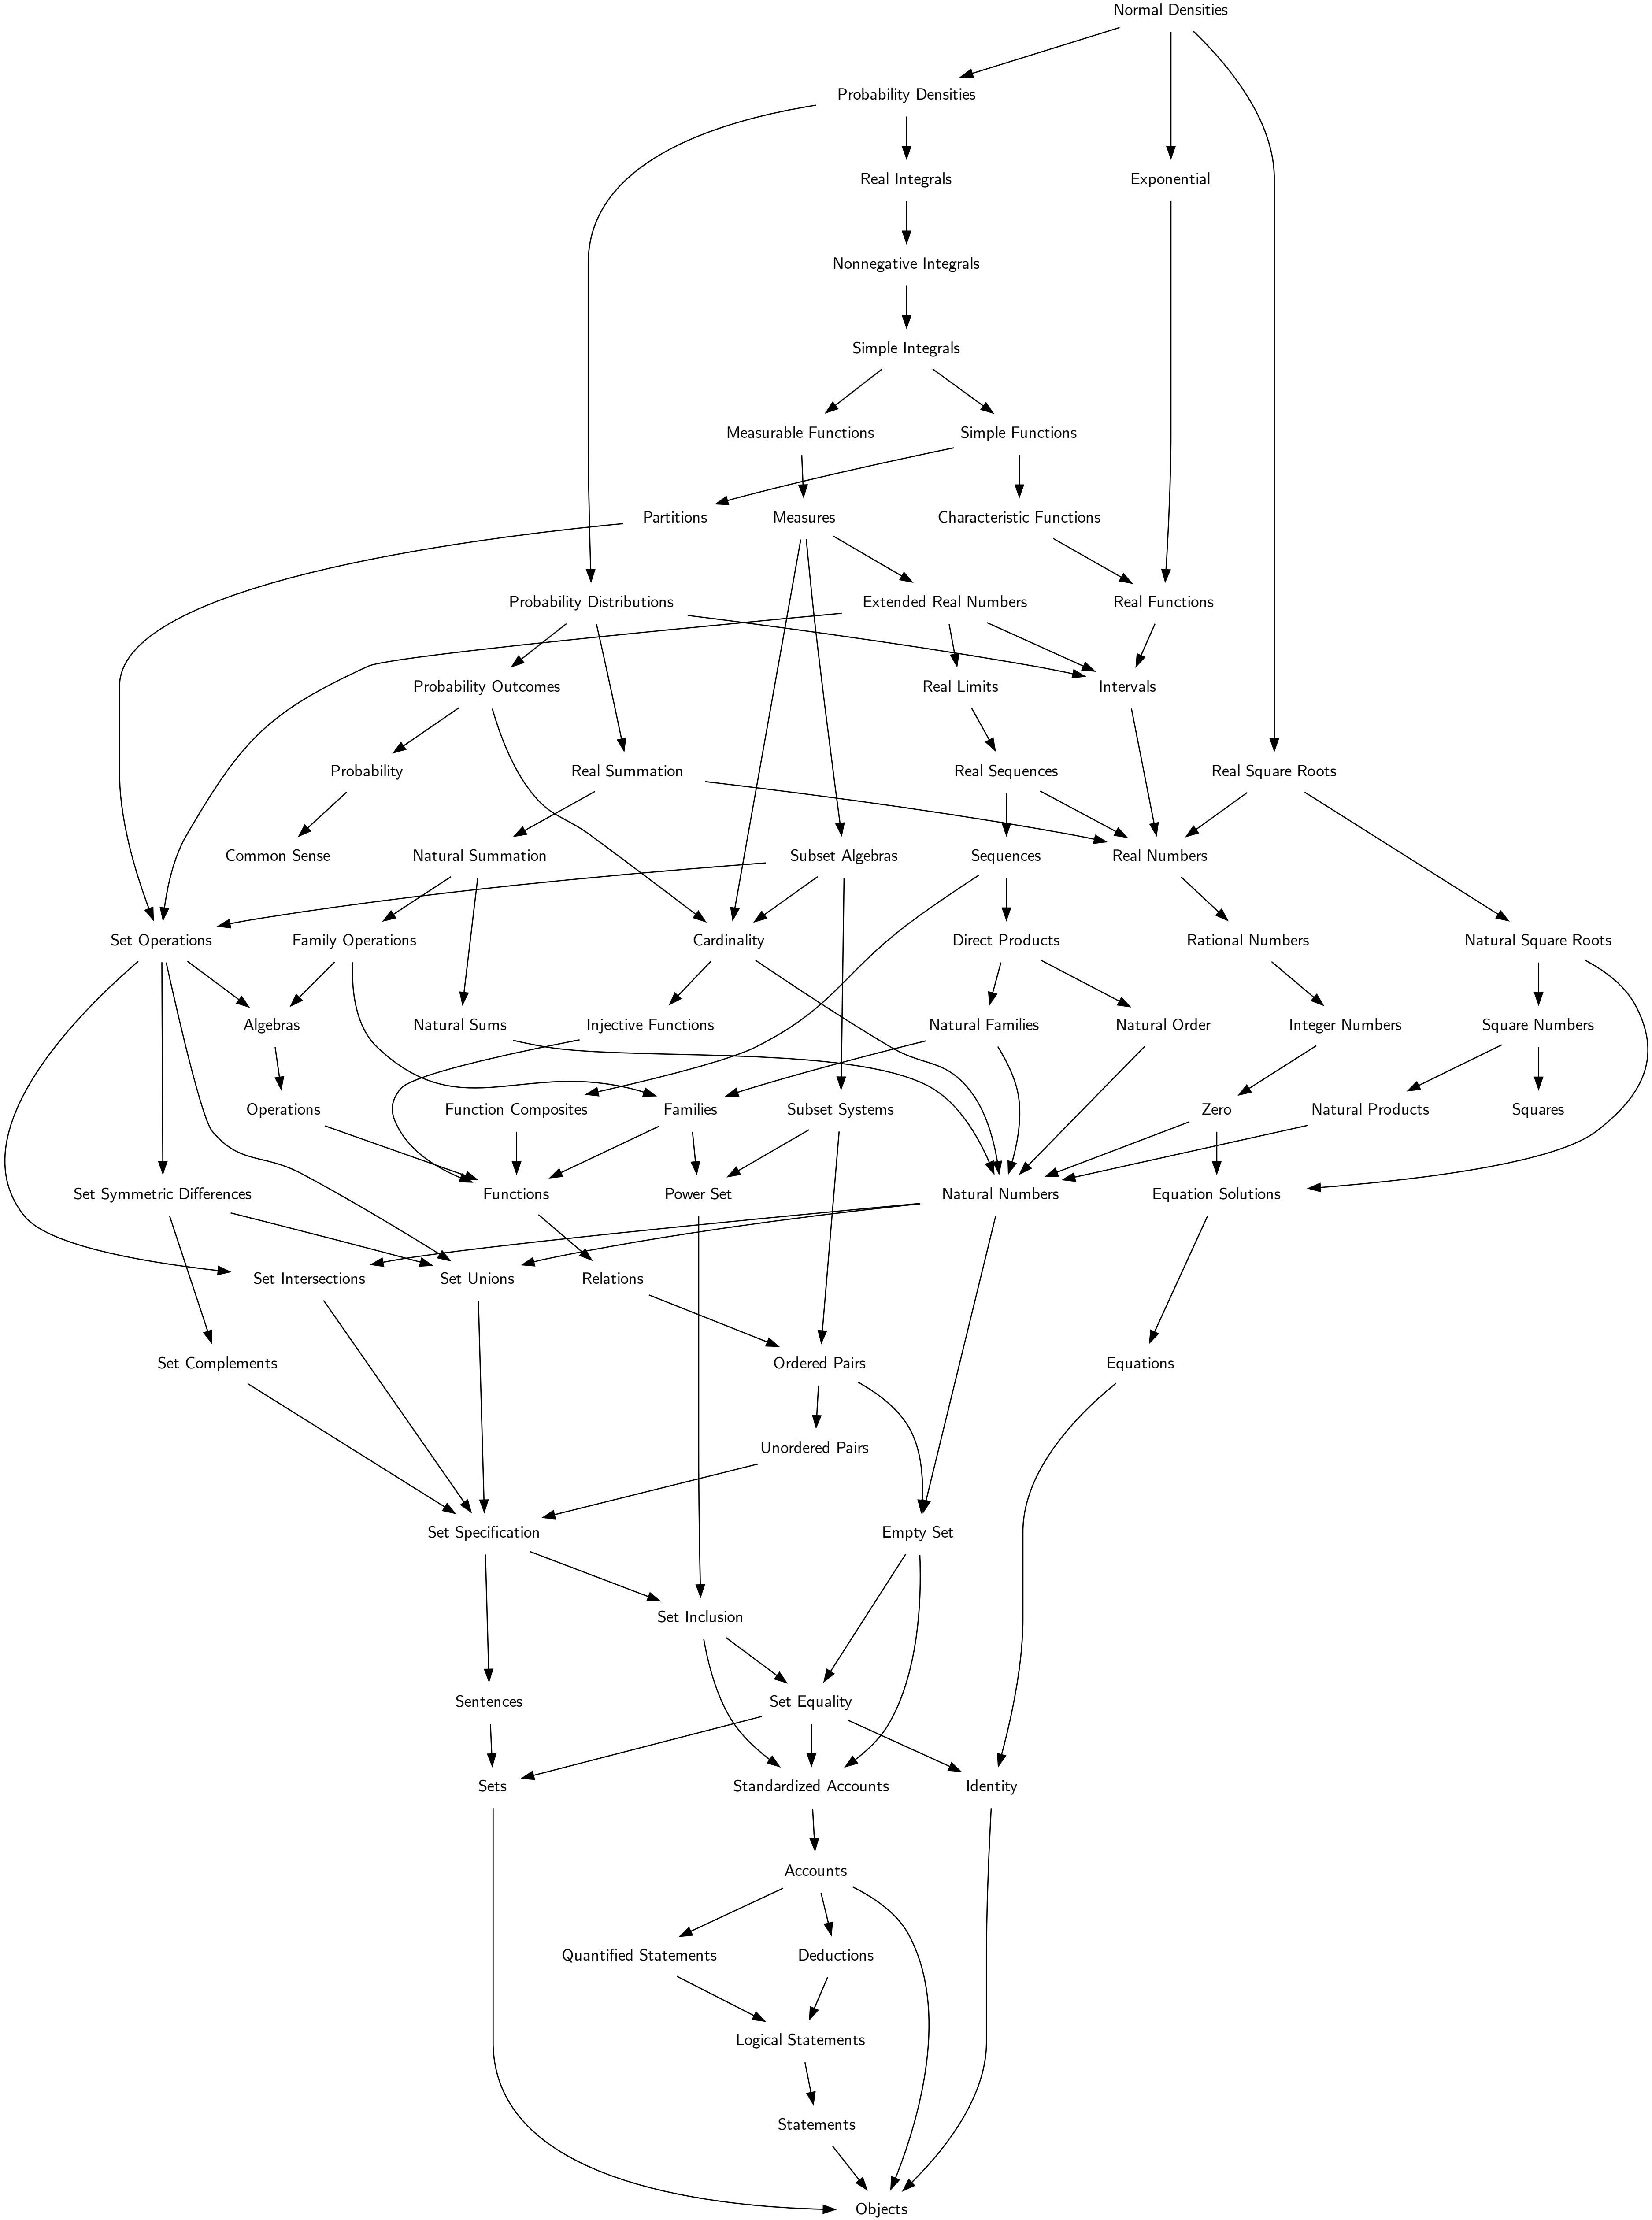 Normal Densities
Probability Densities
Real Integrals
Exponential
Nonnegative Integrals
Simple Integrals
Measurable Functions
Simple Functions
Partitions
Measures
Characteristic Functions
Probability Distributions
Extended Real Numbers
Real Functions
Probability Outcomes
Real Limits
Intervals
Probability
Real Summation
Real Sequences
Real Square Roots
Common Sense
Natural Summation
Subset Algebras
Sequences
Real Numbers
Set Operations
Family Operations
Cardinality
Direct Products
Rational Numbers
Natural Square Roots
Algebras
Natural Sums
Injective Functions
Natural Families
Natural Order
Integer Numbers
Square Numbers
Operations
Function Composites
Families
Subset Systems
Zero
Natural Products
Squares
Set Symmetric Differences
Functions
Power Set
Natural Numbers
Equation Solutions
Set Intersections
Set Unions
Relations
Set Complements
Ordered Pairs
Equations
Unordered Pairs
Set Specification
Empty Set
Set Inclusion
Sentences
Set Equality
Sets
Standardized Accounts
Identity
Accounts
Quantified Statements
Deductions
Logical Statements
Statements
Objects